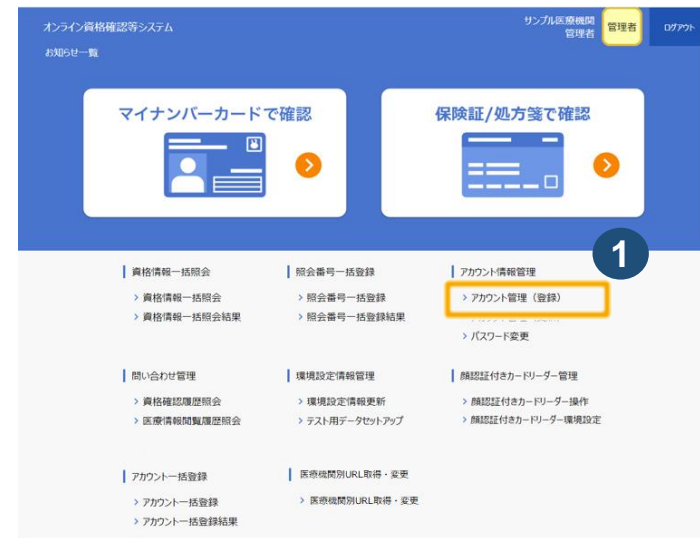 オンライン資格確認等システム
サンプル医療機関
管理者
管理者
ログアウト
お知らせ一覧
マイナンバーカードで確認
保険証/処方箋で確認
1
資格情報一括照会
> 資格情報一括照会
> 資格情報一括照会結果
照会番号一括登録
> 照会番号一括登録
> 照会番号一括登録結果
アカウント情報管理
> アカウント管理（登録）
> パスワード変更
問い合わせ管理
> 資格確認履歴照会
> 医療情報閲覧履歴照会
環境設定情報管理
> 環境設定情報更新
> テスト用データセットアップ
顔認証付きカードリーダー管理
> 顔認証付きカードリーダー操作
> 顔認証付きカードリーダー環境設定
アカウント一括登録
> アカウント一括登録
> アカウント一括登録結果
医療機関別URL取得・変更
> 医療機関別URL取得・変更